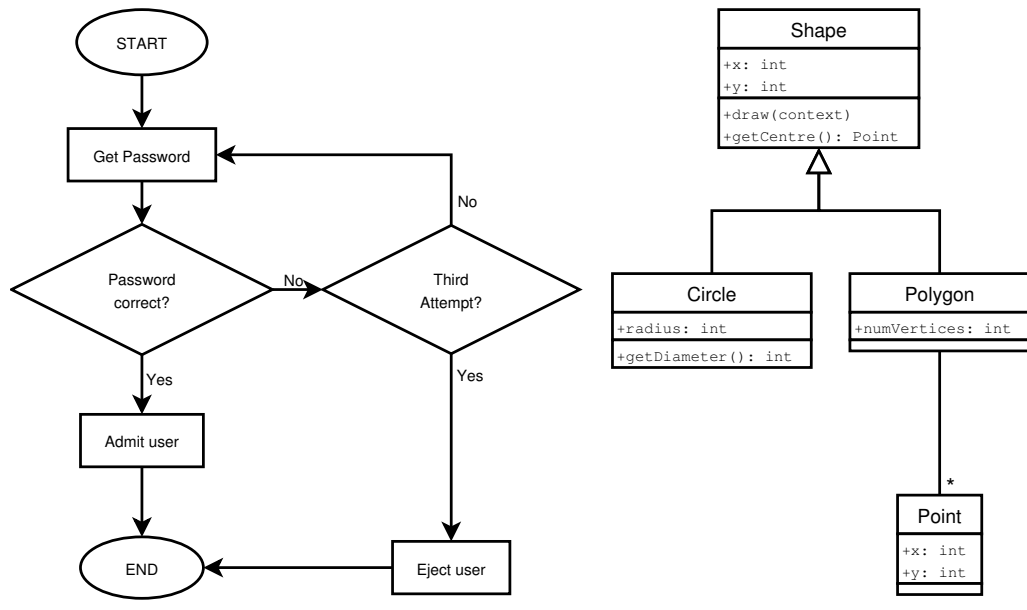 START
Get Password
Password
correct?
No
Third
Attempt?
No
Yes
Yes
Admit user
END
Eject user
Shape
+x: int
+y: int
+draw(context)
+getCentre(): Point
Circle
+radius: int
+getDiameter(): int
Polygon
+numVertices: int
*
Point
+x: int
+y: int